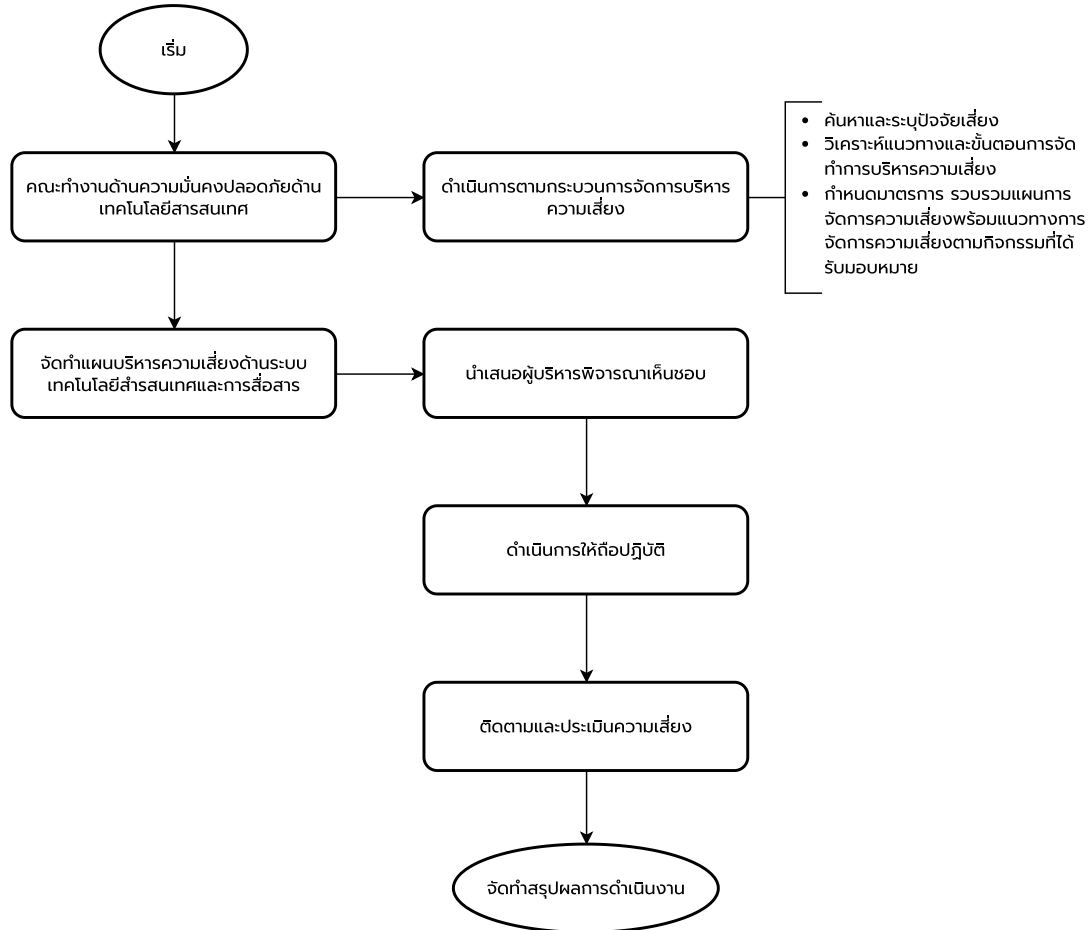 เริ่ม
คณะทำงานด้านความมั่นคงปลอดภัยด้าน
เทคโนโลยีสารสนเทศ
ดำเนินการตามกระบวนการจัดการบริหาร
ความเสี่ยง
• ค้นหาและระบุปัจจัยเสี่ยง
• วิเคราะห์แนวทางและขั้นตอนการจัด
ทำการบริหารความเสี่ยง
• กำหนดมาตรการ รวบรวมแผนการ
จัดการความเสี่ยงพร้อมแนวทางการ
จัดการความเสี่ยงตามกิจกรรมที่ได้
รับมอบหมาย
จัดทำแผนบริหารความเสี่ยงด้านระบบ
เทคโนโลยีสำรสนเทศและการสื่อสาร
นำเสนอผู้บริหารพิจารณาเห็นชอบ
ดำเนินการให้ถือปฏิบัติ
ติดตามและประเมินความเสี่ยง
จัดทำสรุปผลการดำเนินงาน